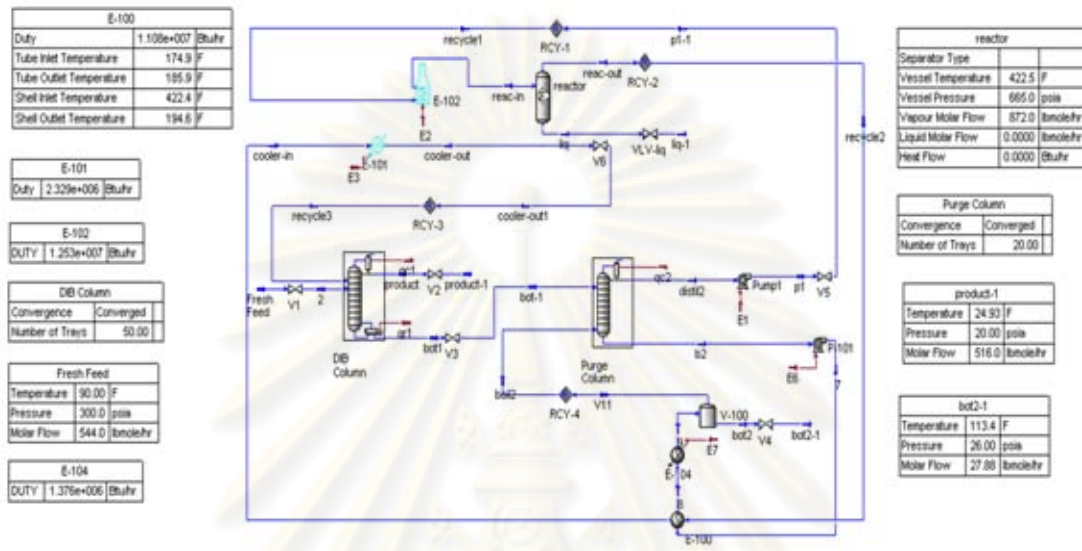 E-100
Duty 1.108e+007 Btu/hr
Tube Inlet Temperature 174.9 F
Tube Outlet Temperature 185.9 F
Shell Inlet Temperature 422.4 F
Shell Outlet Temperature 194.6 F
E-101
Duty 2.329e+006 Btu/hr
E-102
DUTY 1.253e+007 Btu/hr
DIB Column
Convergence Converged
Number of Trays 50.00
Fresh Feed
Temperature 90.00 F
Pressure 300.0 psia
Molar Flow 544.0 lbmole/hr
E-104
DUTY 1.376e+006 Btu/hr
recycle1
RCY-1
p1-1
reac-out
RCY-2
reactor
E-102
reac-in
E2
liq
VLV-liq
liq-1
recycle2
cooler-in
E-101
cooler-out
E3
V6
recycle3
RCY-3
cooler-out1
Fresh
Feed
V1
2
qc1
product
V2
product-1
qr1
bot1
V3
DIB
Column
bot-1
qc2
distil2
Pump1
p1
V5
E1
b2
P-101
E6
7
Purge
Column
boil2
RCY-4
V11
V-100
bot2
V4
bot2-1
E7
8
E-100
reactor
Separator Type
Vessel Temperature 422.5 F
Vessel Pressure 665.0 psia
Vapour Molar Flow 872.0 lbmole/hr
Liquid Molar Flow 0.0000 lbmole/hr
Heat Flow 0.0000 Btu/hr
Purge Column
Convergence Converged
Number of Trays 20.00
product-1
Temperature 24.93 F
Pressure 20.00 psia
Molar Flow 516.0 lbmole/hr
bot2-1
Temperature 113.4 F
Pressure 26.00 psia
Molar Flow 27.88 lbmole/hr